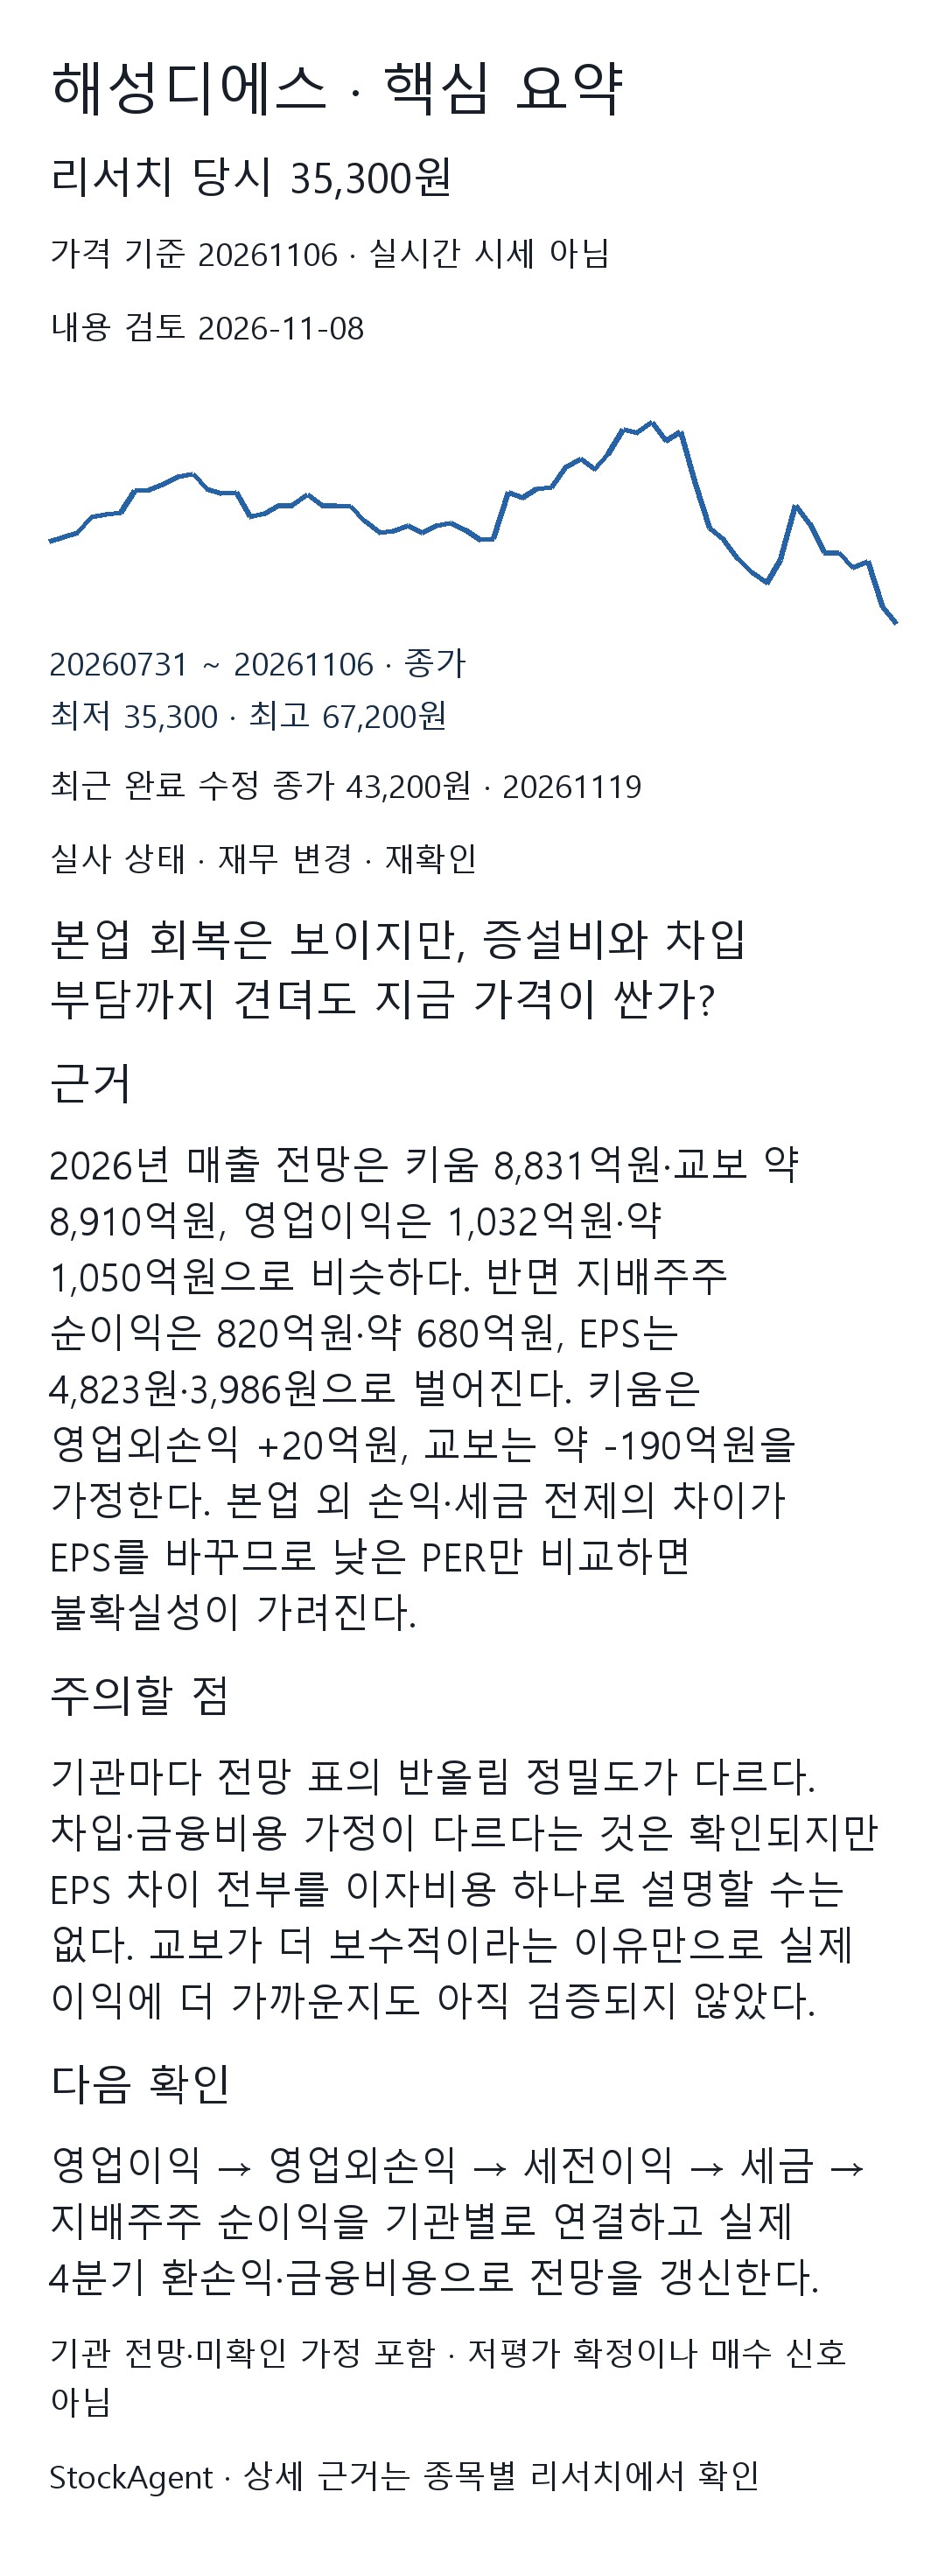 해성디에스 · 핵심 요약
리서치 당시 35,300원
가격 기준 20261106 · 실시간 시세 아님
내용 검토 2026-11-08
20260731 ~ 20261106 · 종가
최저 35,300 · 최고 67,200원
최근 완료 수정 종가 43,200원 · 20261119
실사 상태 · 재무 변경 · 재확인
본업 회복은 보이지만, 증설비와 차입
부담까지 견뎌도 지금 가격이 싼가?
근거
2026년 매출 전망은 키움 8,831억원·교보 약
8,910억원, 영업이익은 1,032억원·약
1,050억원으로 비슷하다. 반면 지배주주
순이익은 820억원·약 680억원, EPS는
4,823원·3,986원으로 벌어진다. 키움은
영업외손익 +20억원, 교보는 약 -190억원을
가정한다. 본업 외 손익·세금 전제의 차이가
EPS를 바꾸므로 낮은 PER만 비교하면
불확실성이 가려진다.
주의할 점
기관마다 전망 표의 반올림 정밀도가 다르다.
차입·금융비용 가정이 다르다는 것은 확인되지만
EPS 차이 전부를 이자비용 하나로 설명할 수는
없다. 교보가 더 보수적이라는 이유만으로 실제
이익에 더 가까운지도 아직 검증되지 않았다.
다음 확인
영업이익 → 영업외손익 → 세전이익 → 세금 →
지배주주 순이익을 기관별로 연결하고 실제
4분기 환손익·금융비용으로 전망을 갱신한다.
기관 전망·미확인 가정 포함 · 저평가 확정이나 매수 신호
아님
StockAgent · 상세 근거는 종목별 리서치에서 확인